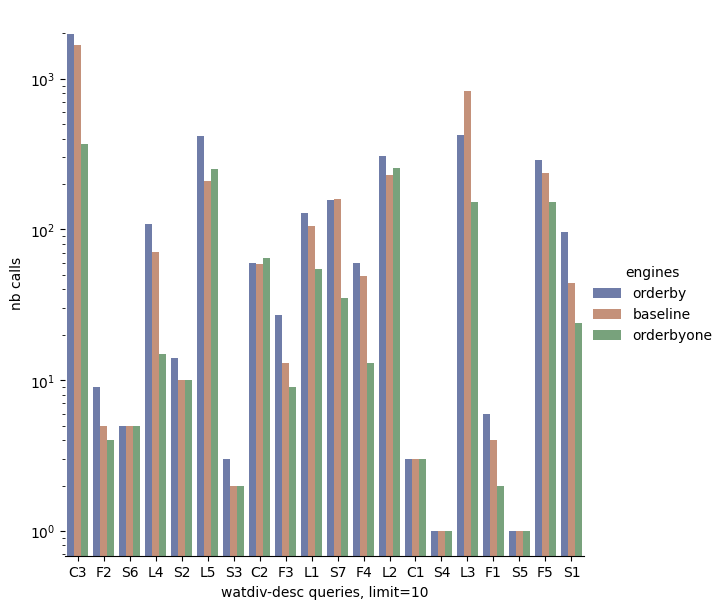 10³
10²
10¹
10⁰
nb calls
C3 F2 S6 L4 S2 L5 S3 C2 F3 L1 S7 F4 L2 C1 S4 L3 F1 S5 F5 S1
watdiv-desc queries, limit=10
engines
orderby
baseline
orderbyone